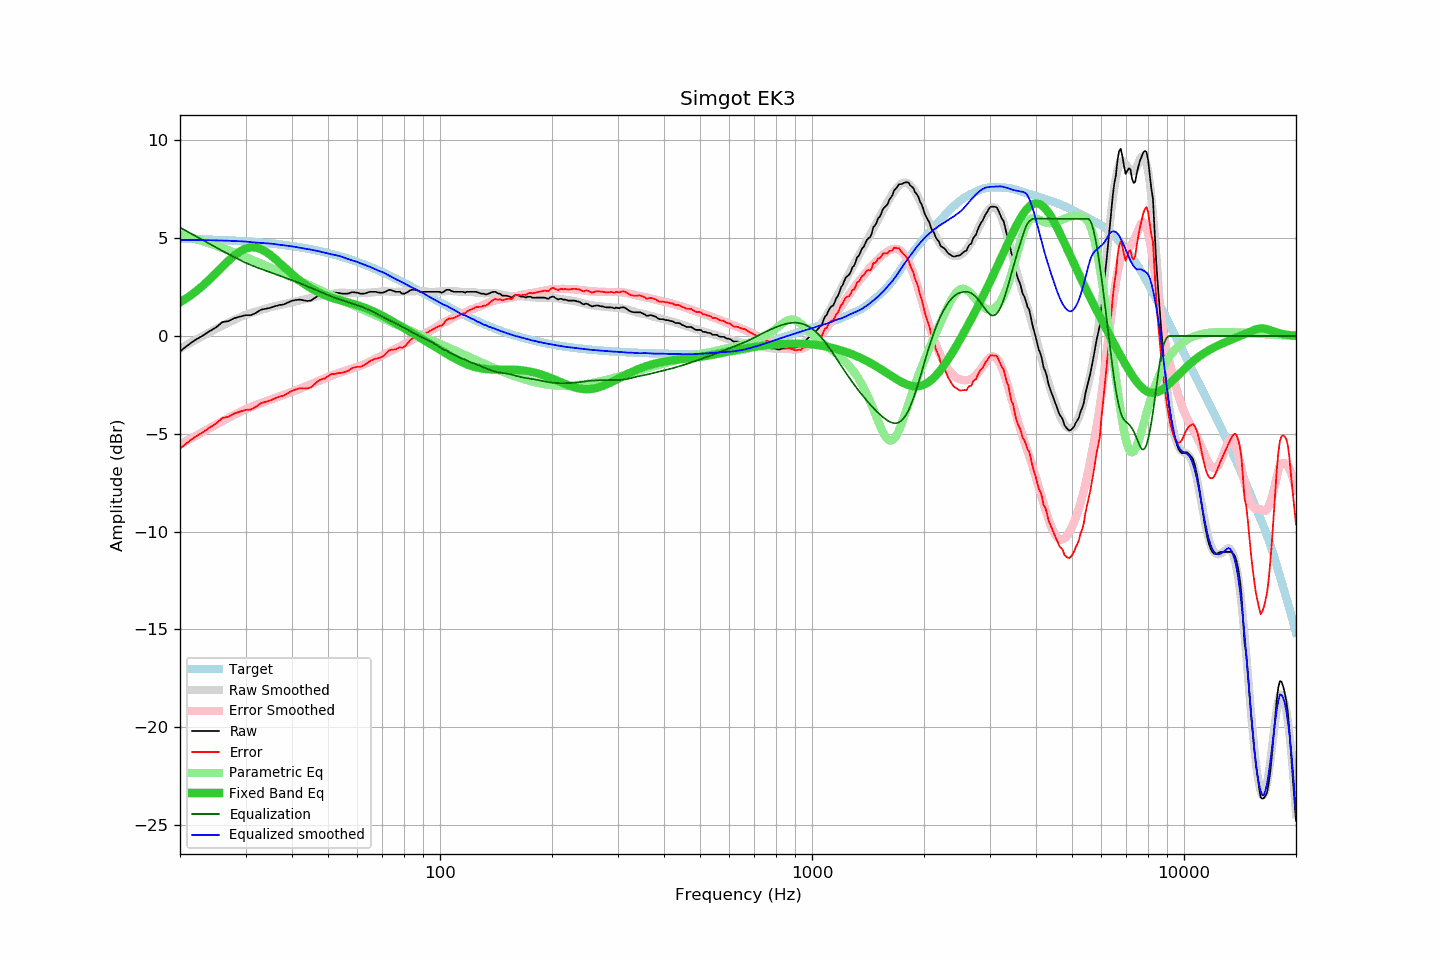 Simgot EK3
10
5
0
−5
−10
−15
−20
−25
Amplitude (dBr)
Target
Raw Smoothed
Error Smoothed
Raw
Error
Parametric Eq
Fixed Band Eq
Equalization
Equalized smoothed
100
1000
10000
Frequency (Hz)